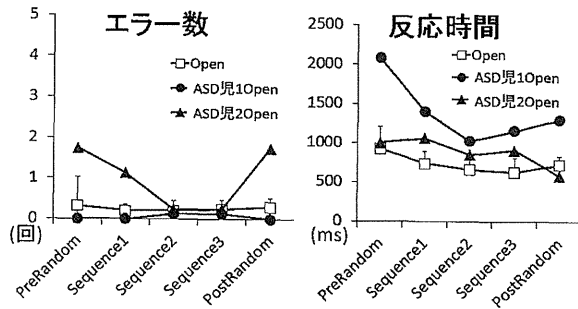 エラー数
5
4
3
2
1
0
(回)
Open
ASD児1Open
ASD児2Open
PreRandom
Sequence1
Sequence2
Sequence3
PostRandom
反応時間
2500
2000
1500
1000
500
0
(ms)
Open
ASD児1Open
ASD児2Open
PreRandom
Sequence1
Sequence2
Sequence3
PostRandom